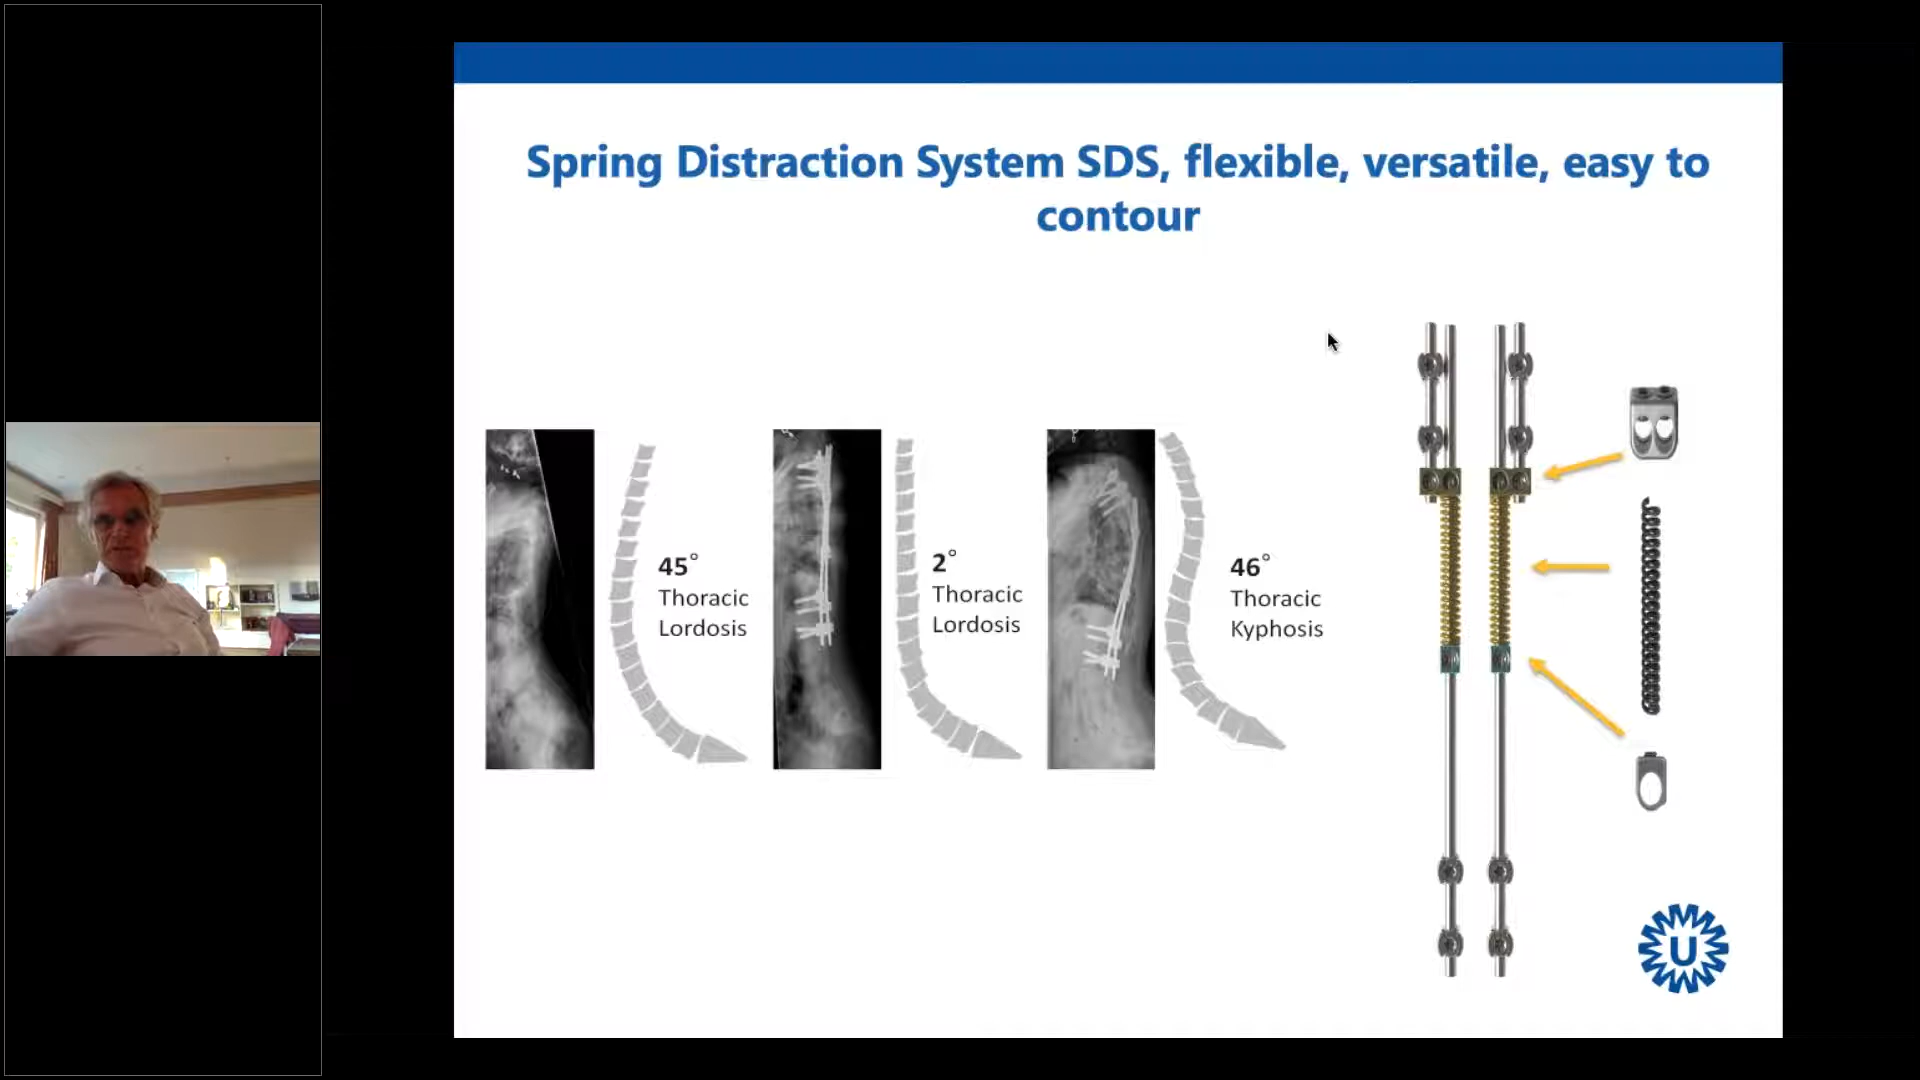 Spring Distraction System SDS, flexible, versatile, easy to
contour
45°
Thoracic
Lordosis
2°
Thoracic
Lordosis
46°
Thoracic
Kyphosis
U